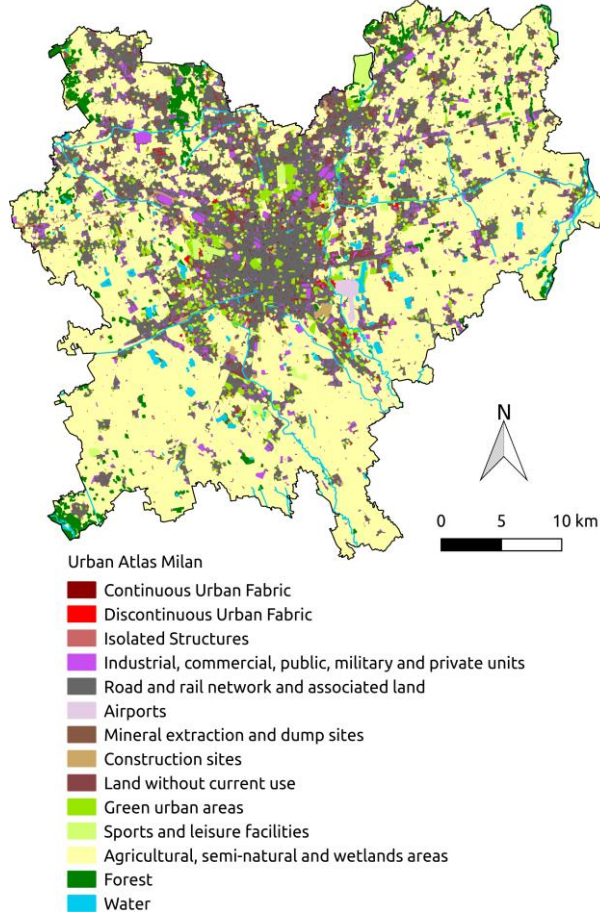 N
0 5 10 km
Urban Atlas Milan
Continuous Urban Fabric
Discontinuous Urban Fabric
Isolated Structures
Industrial, commercial, public, military and private units
Road and rail network and associated land
Airports
Mineral extraction and dump sites
Construction sites
Land without current use
Green urban areas
Sports and leisure facilities
Agricultural, semi-natural and wetlands areas
Forest
Water